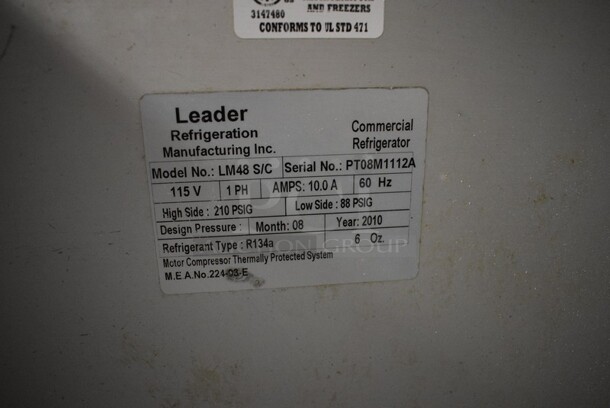 AND FREEZERS
3147480
CONFORMS TO UL STD 471
Leader
Refrigeration
Manufacturing Inc.
Commercial
Refrigerator
Model No.: LM48 S/C Serial No.: PT08M1112A
115 V 1 PH AMPS: 10.0 A 60 Hz
High Side : 210 PSIG Low Side : 88 PSIG
Design Pressure : Month: 08 Year: 2010
Refrigerant Type : R134a 6 Oz.
Motor Compressor Thermally Protected System
M.E.A.No.224-03-E
GROUP